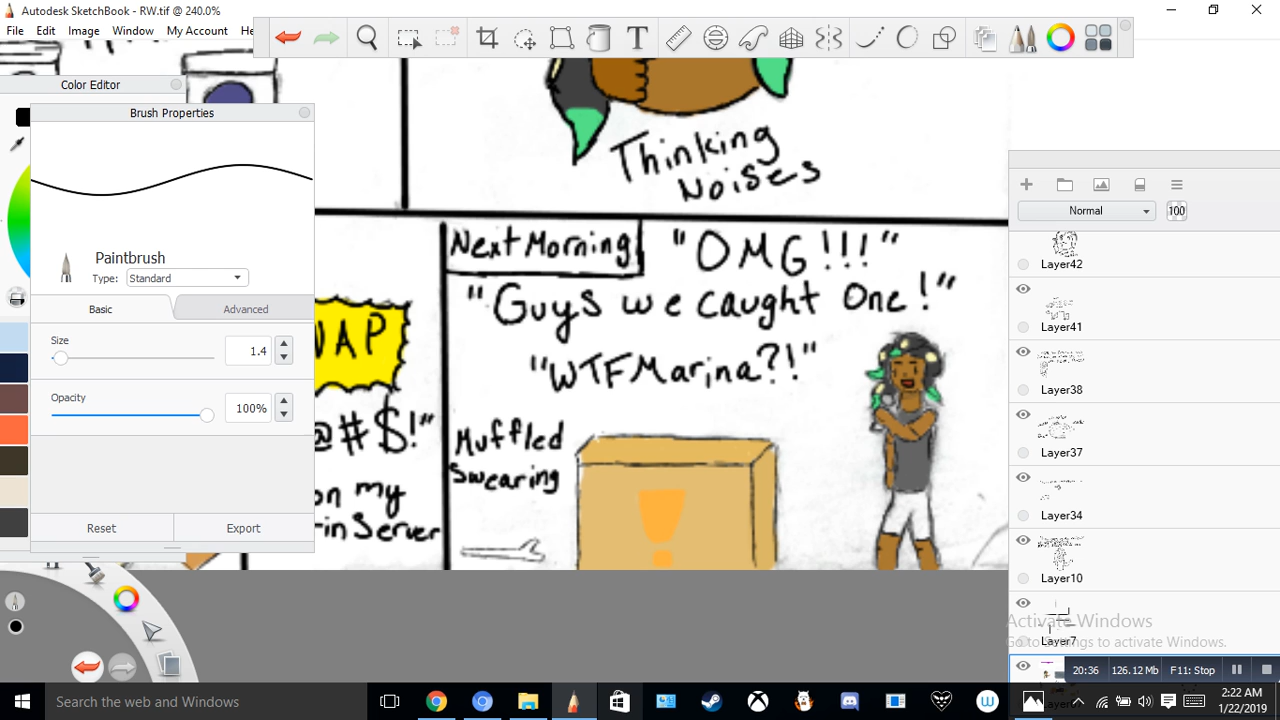 Autodesk SketchBook - RW.tif @ 240.0%
File Edit Image Window My Account He
Color Editor
Brush Properties
Paintbrush
Type: Standard
Basic Advanced
Size
1.4
Opacity
100%
Reset Export
Thinking
Noises
Next Morning "OMG!!!"
"Guys we caught One!"
"WTF Marina?!"
Muffled
Swearing
@#$!"
on my
Server
Normal 100
Layer42
Layer41
Layer38
Layer37
Layer34
Layer10
Layer7
Activate Windows
Go to Settings to activate Windows.
20:36 126.12 Mb F11: Stop
Search the web and Windows
2:22 AM
1/22/2019